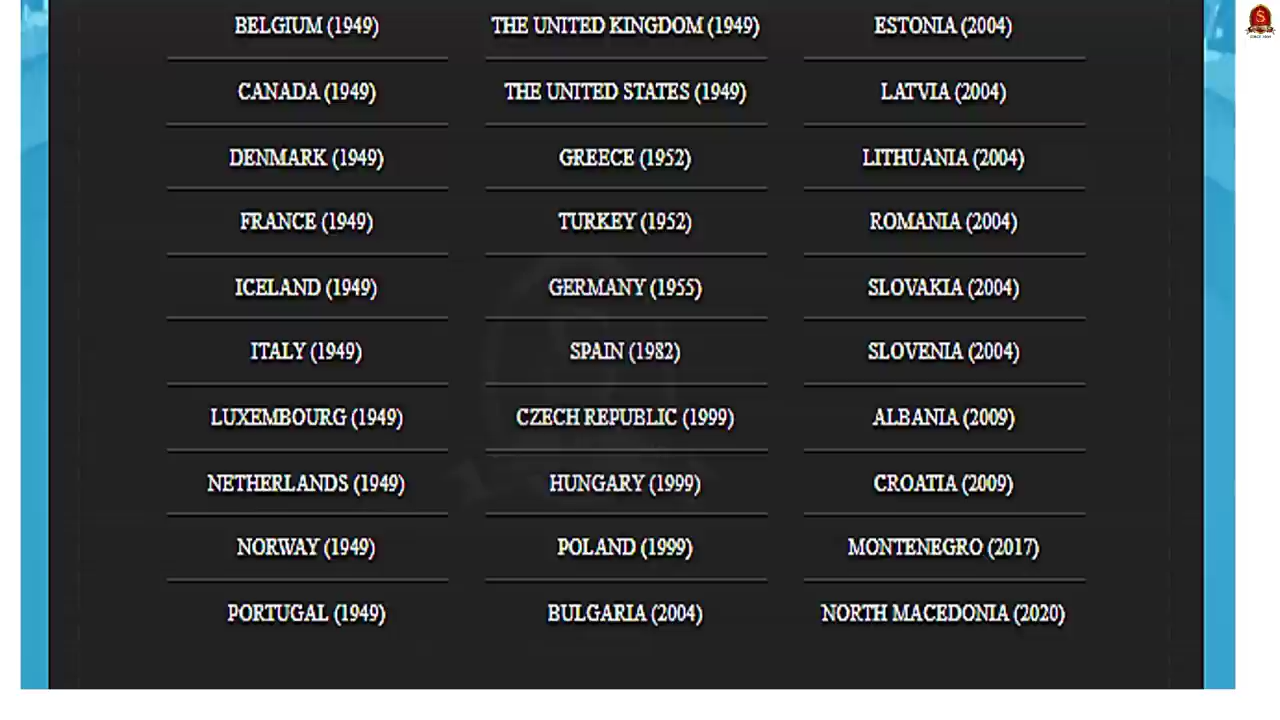 BELGIUM (1949)
CANADA (1949)
DENMARK (1949)
FRANCE (1949)
ICELAND (1949)
ITALY (1949)
LUXEMBOURG (1949)
NETHERLANDS (1949)
NORWAY (1949)
PORTUGAL (1949)
THE UNITED KINGDOM (1949)
THE UNITED STATES (1949)
GREECE (1952)
TURKEY (1952)
GERMANY (1955)
SPAIN (1982)
CZECH REPUBLIC (1999)
HUNGARY (1999)
POLAND (1999)
BULGARIA (2004)
ESTONIA (2004)
LATVIA (2004)
LITHUANIA (2004)
ROMANIA (2004)
SLOVAKIA (2004)
SLOVENIA (2004)
ALBANIA (2009)
CROATIA (2009)
MONTENEGRO (2017)
NORTH MACEDONIA (2020)